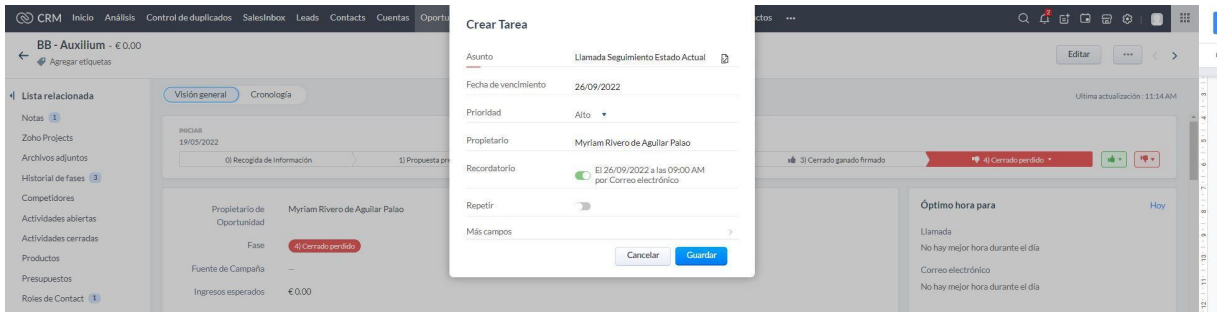 CRM Inicio Análisis Control de duplicados SalesInbox Leads Contacts Cuentas Oportu
ctos •••
2
BB - Auxilium - € 0.00
Agregar etiquetas
Editar •••
Lista relacionada
Notas 1
Zoho Projects
Archivos adjuntos
Historial de fases 3
Competidores
Actividades abiertas
Actividades cerradas
Productos
Presupuestos
Roles de Contact 1
Visión general Cronología
Ultima actualización : 11:14 AM
INICIAR
19/05/2022
0) Recogida de Información 1) Propuesta pre 3) Cerrado ganado firmado 4) Cerrado perdido
Propietario de Oportunidad Myriam Rivero de Aguilar Palao
Fase 4) Cerrado perdido
Fuente de Campaña —
Ingresos esperados € 0.00
Crear Tarea
Asunto Llamada Seguimiento Estado Actual
Fecha de vencimiento 26/09/2022
Prioridad Alto
Propietario Myriam Rivero de Aguilar Palao
Recordatorio El 26/09/2022 a las 09:00 AM
por Correo electrónico
Repetir
Más campos
Cancelar Guardar
Óptimo hora para Hoy
Llamada
No hay mejor hora durante el día
Correo electrónico
No hay mejor hora durante el día